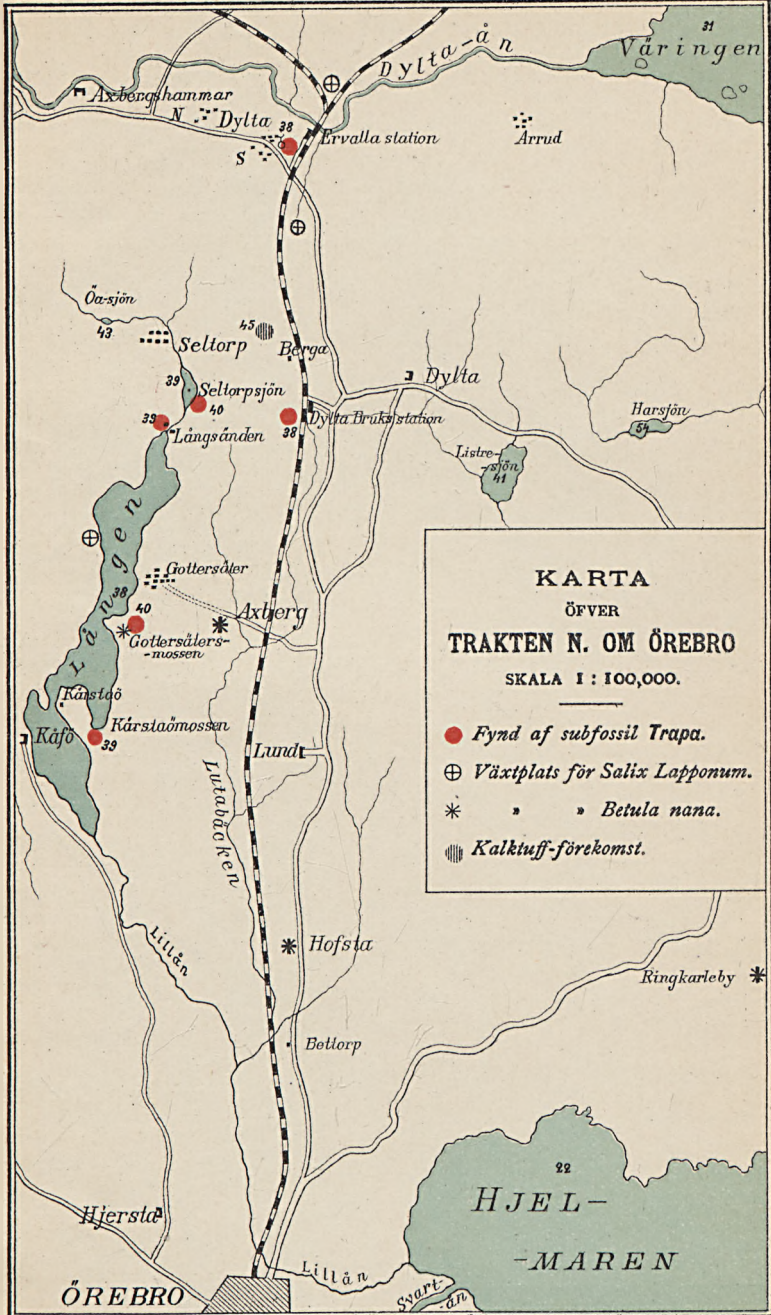 31
Väringen
Dylta-ån
Axbergshammar
N Dylta
38
S
Ervalla station
Arrud
Öa-sjön
43
45
Seltorp
Berga
39
Seltorpsjön
40
Dylta
39
Långsånden
38
Dylta Bruks station
Harsjön
54
Listre-
sjön
41
Lången
38
Gottersäter
40
Axberg
Gottersäters-
-mossen
Kårstaö
Kårstaömossen
39
Kåfö
Lund
Lutabäcken
KARTA
ÖFVER
TRAKTEN N. OM ÖREBRO
SKALA 1 : 100,000.
Fynd af subfossil Trapa.
Växtplats för Salix Lapponum.
" " Betula nana.
Kalktuff-förekomst.
Lillån
Hofsta
Ringkarleby
Bettorp
22
HJEL-
-MAREN
Hjersta
Lillån
Svart-
ån
ÖREBRO